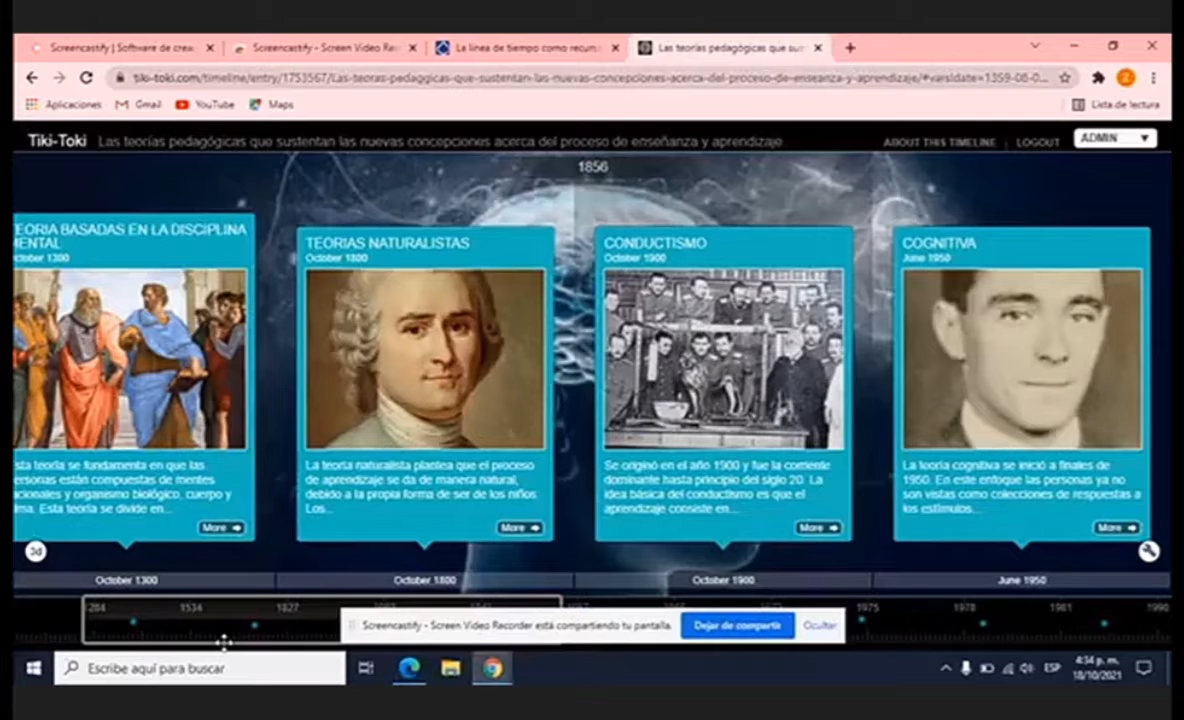 Screencastify | Software de crea
Screencastify - Screen Video Re
La línea de tiempo como recurs
Las teorías pedagógicas que sus
tiki-toki.com/timeline/entry/1753567/Las-teoras-pedaggicas-que-sustentan-las-nuevas-concepciones-acerca-del-proceso-de-enseanza-y-aprendizaje/#vars!date=1359-08-0...
Aplicaciones
Gmail
YouTube
Maps
Lista de lectura
Tiki-Toki Las teorías pedagógicas que sustentan las nuevas concepciones acerca del proceso de enseñanza y aprendizaje
ABOUT THIS TIMELINE | LOGOUT
ADMIN
1856
TEORIA BASADAS EN LA DISCIPLINA
MENTAL
October 1300
sta teoría se fundamenta en que las
ersonas están compuestas de mentes
acionales y organismo biológico, cuerpo y
lma. Esta teoría se divide en...
More
TEORIAS NATURALISTAS
October 1800
La teoría naturalista plantea que el proceso
de aprendizaje se da de manera natural,
debido a la propia forma de ser de los niños
Los...
More
CONDUCTISMO
October 1900
Se originó en el año 1900 y fue la corriente
dominante hasta principio del siglo 20. La
idea básica del conductismo es que el
aprendizaje consiste en...
More
COGNITIVA
June 1950
La teoría cognitiva se inició a finales de
1950. En este enfoque las personas ya no
son vistas como colecciones de respuestas a
los estímulos...
More
3d
October 1300
October 1800
October 1900
June 1950
284 1534 1827
1975 1978 1981 1990
Screencastify - Screen Video Recorder está compartiendo tu pantalla.
Dejar de compartir
Ocultar
Escribe aquí para buscar
ESP
4:34 p. m.
18/10/2021